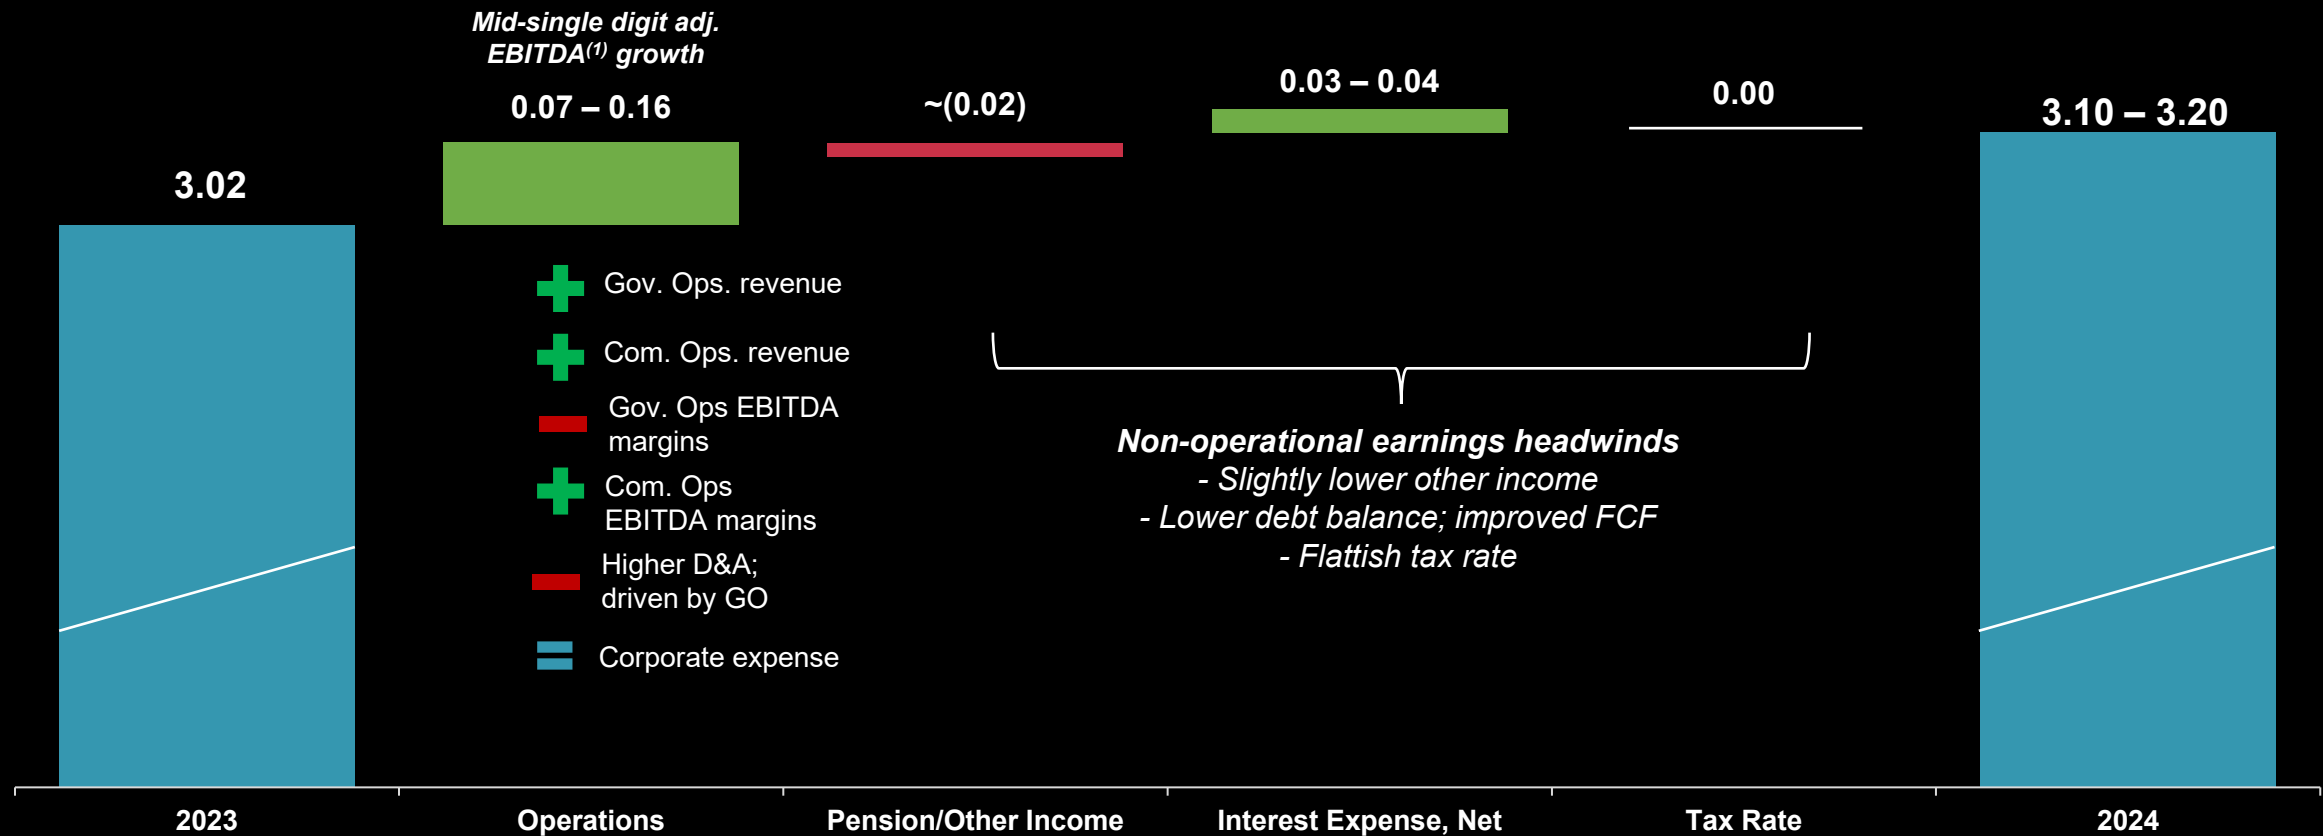 Mid-single digit adj.
EBITDA(1) growth
3.02
0.07 – 0.16
~(0.02)
0.03 – 0.04
0.00
3.10 – 3.20
Gov. Ops. revenue
Com. Ops. revenue
Gov. Ops EBITDA
margins
Com. Ops
EBITDA margins
Higher D&A;
driven by GO
Corporate expense
Non-operational earnings headwinds
- Slightly lower other income
- Lower debt balance; improved FCF
- Flattish tax rate
2023
Operations
Pension/Other Income
Interest Expense, Net
Tax Rate
2024